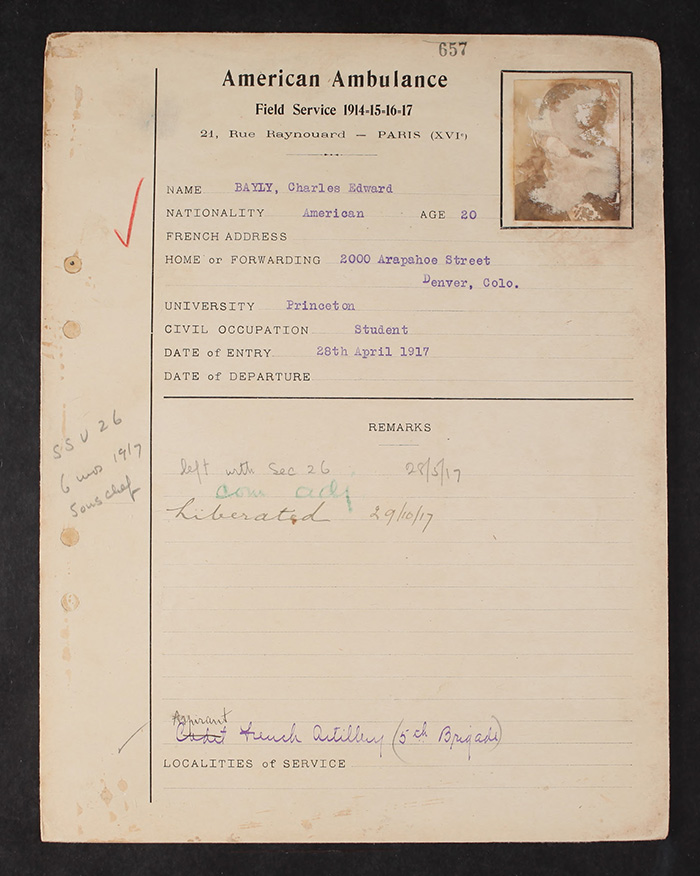 657
American Ambulance
Field Service 1914-15-16-17
21, Rue Raynouard — PARIS (XVIe)
NAME BAYLY, Charles Edward
NATIONALITY American AGE 20
FRENCH ADDRESS
HOME or FORWARDING 2000 Arapahoe Street
Denver, Colo.
UNIVERSITY Princeton
CIVIL OCCUPATION Student
DATE of ENTRY 28th April 1917
DATE of DEPARTURE
REMARKS
SSU 26
6 mos 1917
Sous chef
left with Sec 26 28/5/17
com adj
Liberated 29/10/17
Aspirant
Cadet French Artillery (5th Brigade)
LOCALITIES of SERVICE